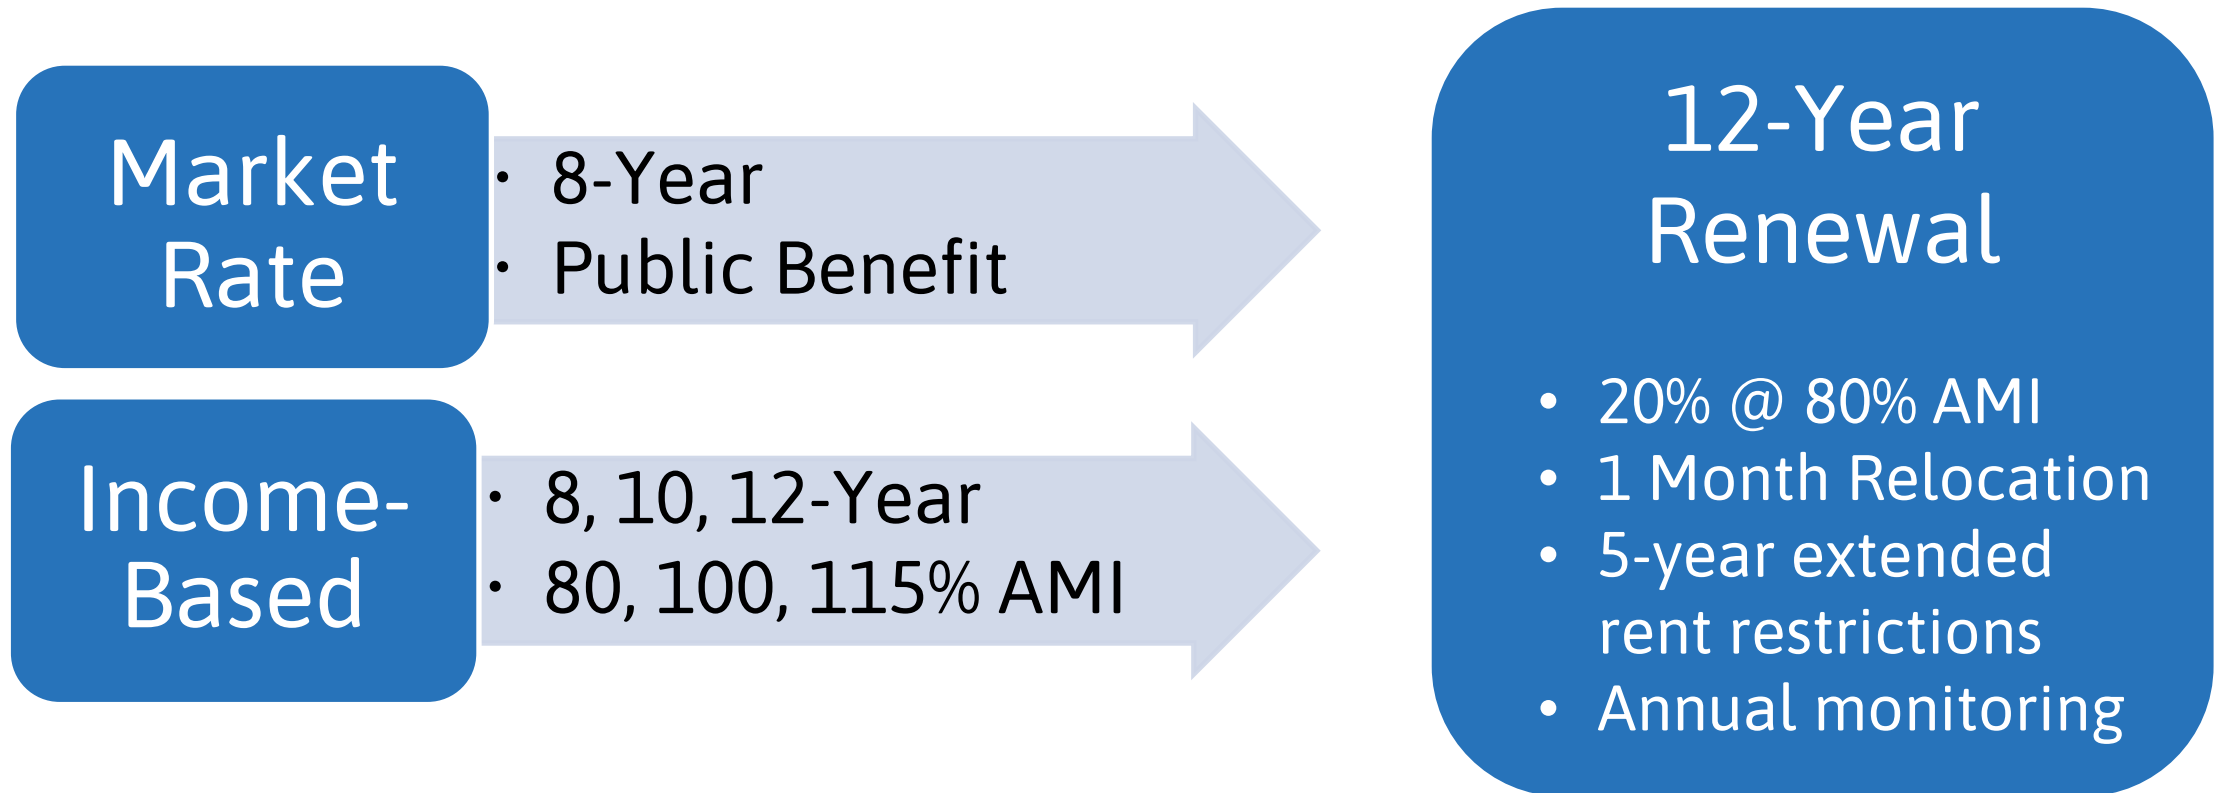 Market
Rate
• 8-Year
• Public Benefit
Income-
Based
• 8, 10, 12-Year
• 80, 100, 115% AMI
12-Year
Renewal
• 20% @ 80% AMI
• 1 Month Relocation
• 5-year extended
rent restrictions
• Annual monitoring